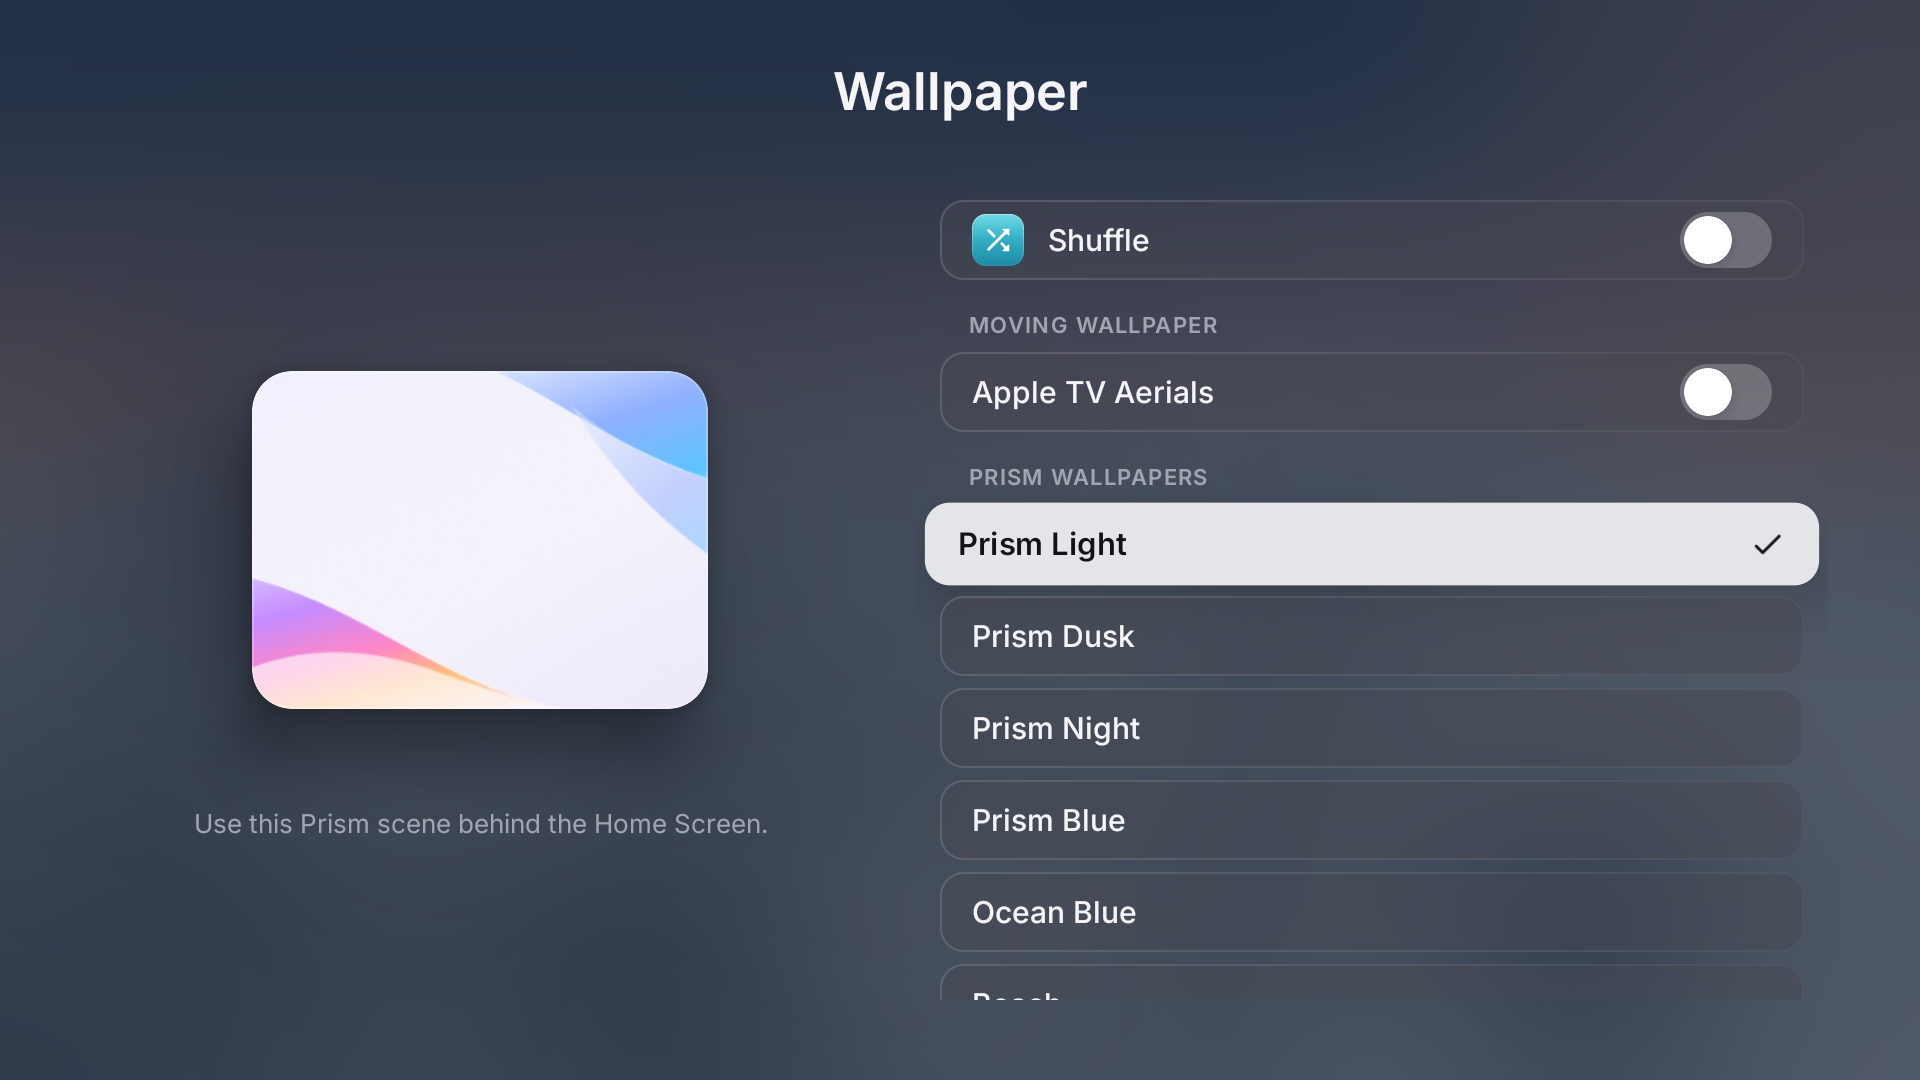 Wallpaper
Shuffle
MOVING WALLPAPER
Apple TV Aerials
PRISM WALLPAPERS
Prism Light
Prism Dusk
Prism Night
Prism Blue
Ocean Blue
Use this Prism scene behind the Home Screen.